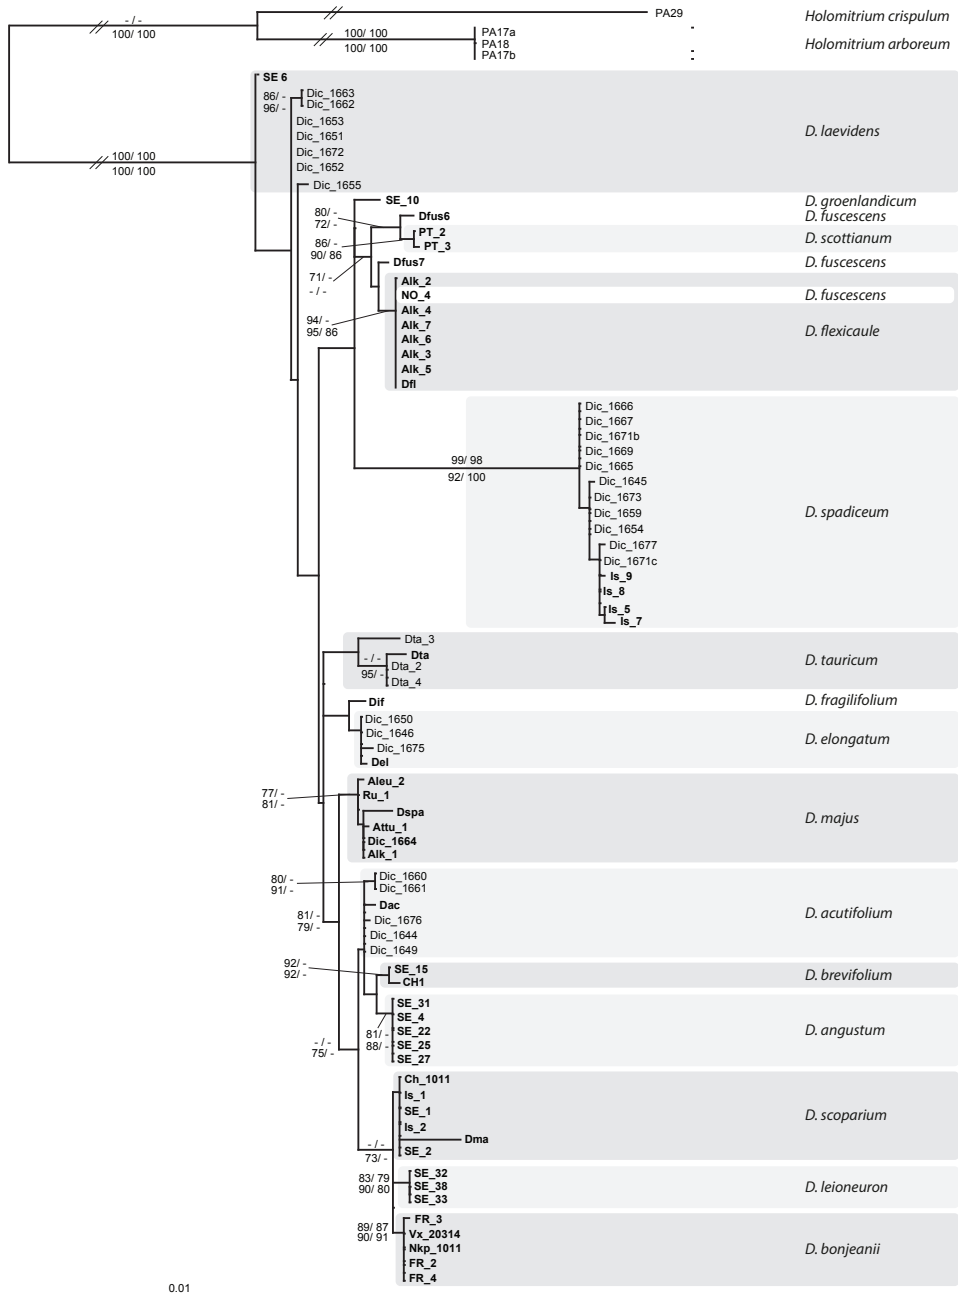 PA29
Holomitrium crispulum
- / -
100/ 100
100/ 100
100/ 100
PA17a
PA18
PA17b
Holomitrium arboreum
SE 6
86/ -
96/ -
Dic_1663
Dic_1662
Dic_1653
Dic_1651
Dic_1672
Dic_1652
Dic_1655
D. laevidens
100/ 100
100/ 100
SE_10
D. groenlandicum
80/ -
72/ -
Dfus6
D. fuscescens
PT_2
PT_3
D. scottianum
86/ -
90/ 86
Dfus7
D. fuscescens
71/ -
- / -
Alk_2
NO_4
D. fuscescens
94/ -
95/ 86
Alk_4
Alk_7
Alk_6
Alk_3
Alk_5
Dfl
D. flexicaule
Dic_1666
Dic_1667
Dic_1671b
Dic_1669
Dic_1665
99/ 98
92/ 100
Dic_1645
Dic_1673
Dic_1659
Dic_1654
Dic_1677
Dic_1671c
Is_9
Is_8
Is_5
Is_7
D. spadiceum
Dta_3
- / -
95/ -
Dta
Dta_2
Dta_4
D. tauricum
Dif
D. fragilifolium
Dic_1650
Dic_1646
Dic_1675
Del
D. elongatum
77/ -
81/ -
Aleu_2
Ru_1
Dspa
Attu_1
Dic_1664
Alk_1
D. majus
80/ -
91/ -
Dic_1660
Dic_1661
Dac
Dic_1676
Dic_1644
Dic_1649
D. acutifolium
81/ -
79/ -
92/ -
92/ -
SE_15
CH1
D. brevifolium
SE_31
SE_4
SE_22
SE_25
SE_27
D. angustum
81/ -
88/ -
- / -
75/ -
Ch_1011
Is_1
SE_1
Is_2
Dma
SE_2
D. scoparium
- / -
73/ -
83/ 79
90/ 80
SE_32
SE_38
SE_33
D. leioneuron
89/ 87
90/ 91
FR_3
Vx_20314
Nkp_1011
FR_2
FR_4
D. bonjeanii
0.01